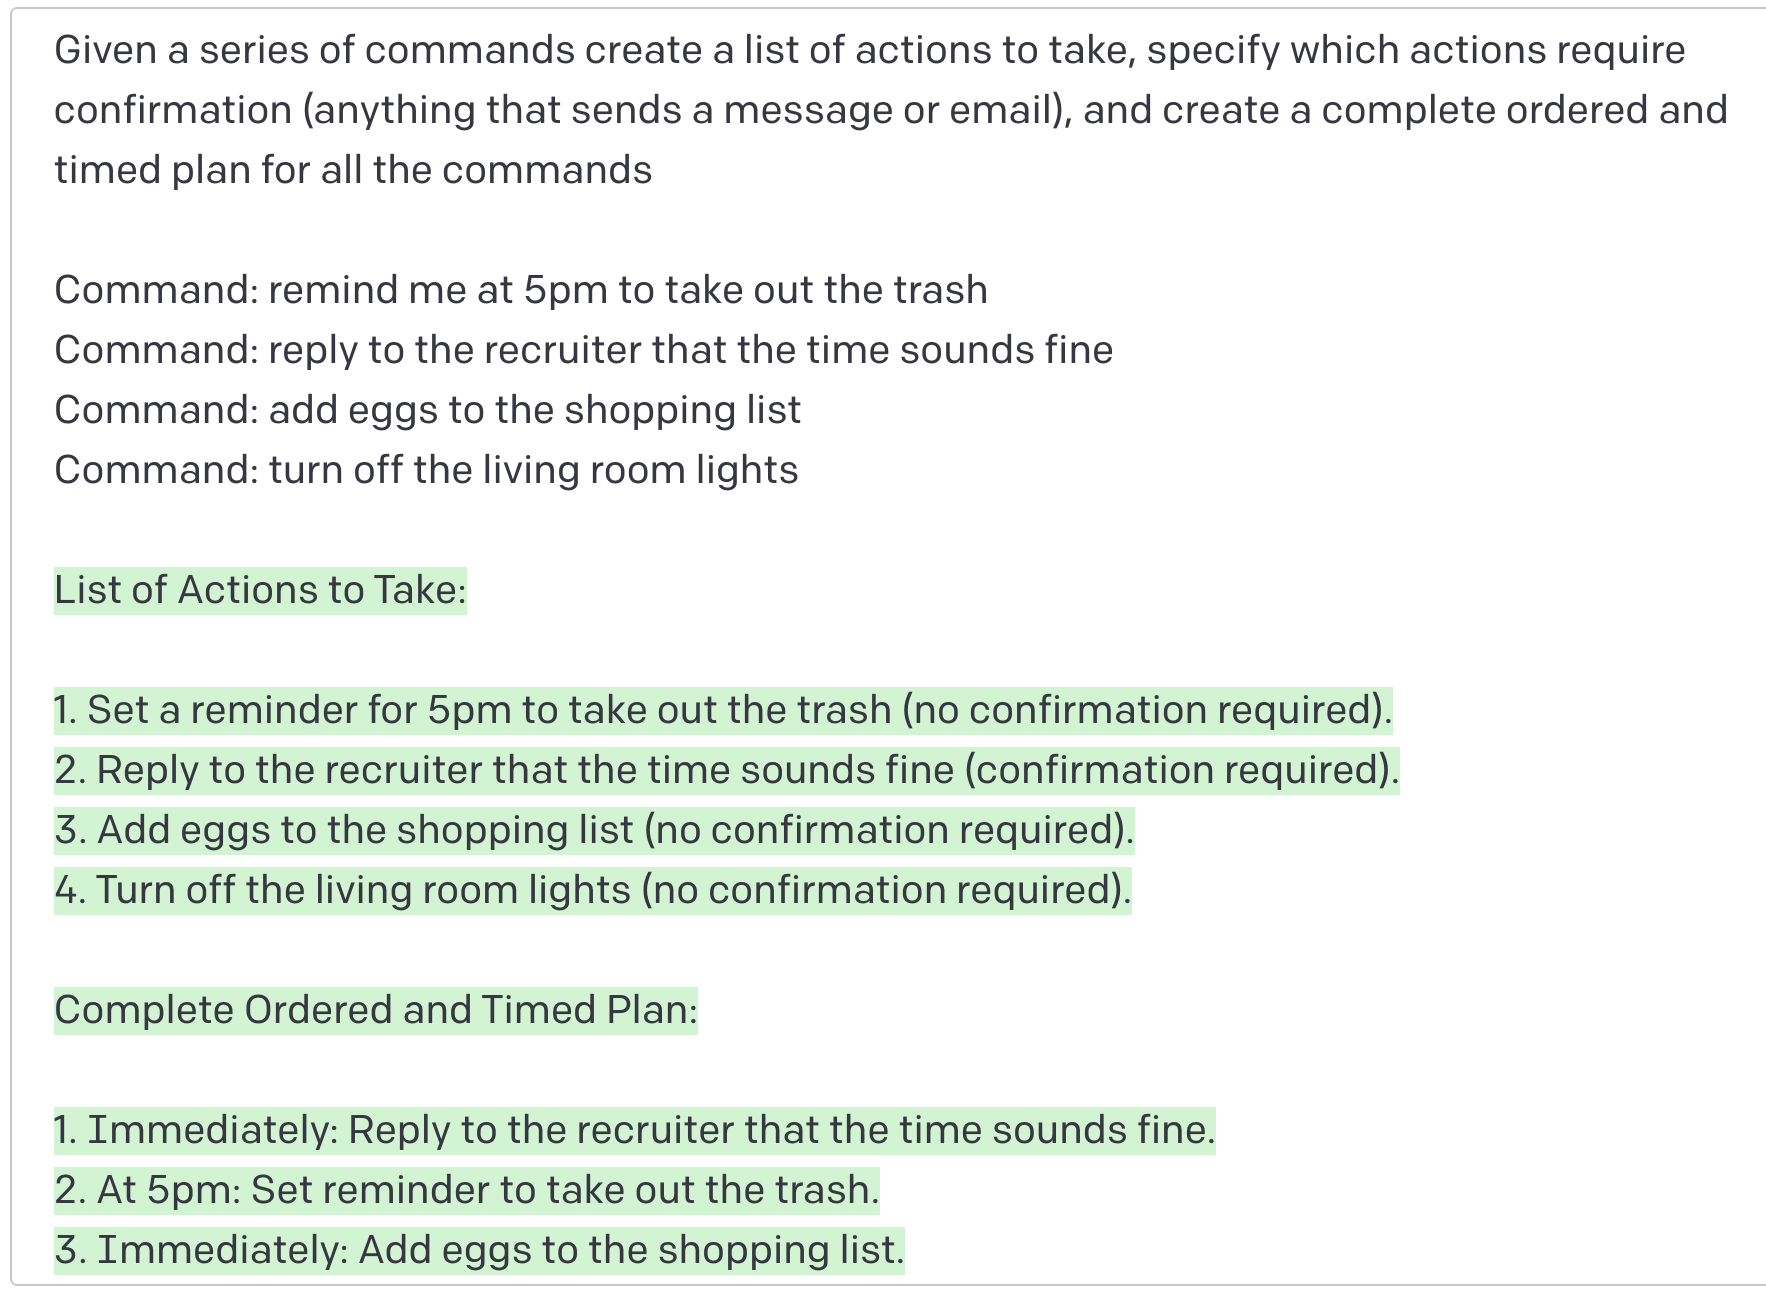 Given a series of commands create a list of actions to take, specify which actions require
confirmation (anything that sends a message or email), and create a complete ordered and
timed plan for all the commands
Command: remind me at 5pm to take out the trash
Command: reply to the recruiter that the time sounds fine
Command: add eggs to the shopping list
Command: turn off the living room lights
List of Actions to Take:
1. Set a reminder for 5pm to take out the trash (no confirmation required).
2. Reply to the recruiter that the time sounds fine (confirmation required).
3. Add eggs to the shopping list (no confirmation required).
4. Turn off the living room lights (no confirmation required).
Complete Ordered and Timed Plan:
1. Immediately: Reply to the recruiter that the time sounds fine.
2. At 5pm: Set reminder to take out the trash.
3. Immediately: Add eggs to the shopping list.